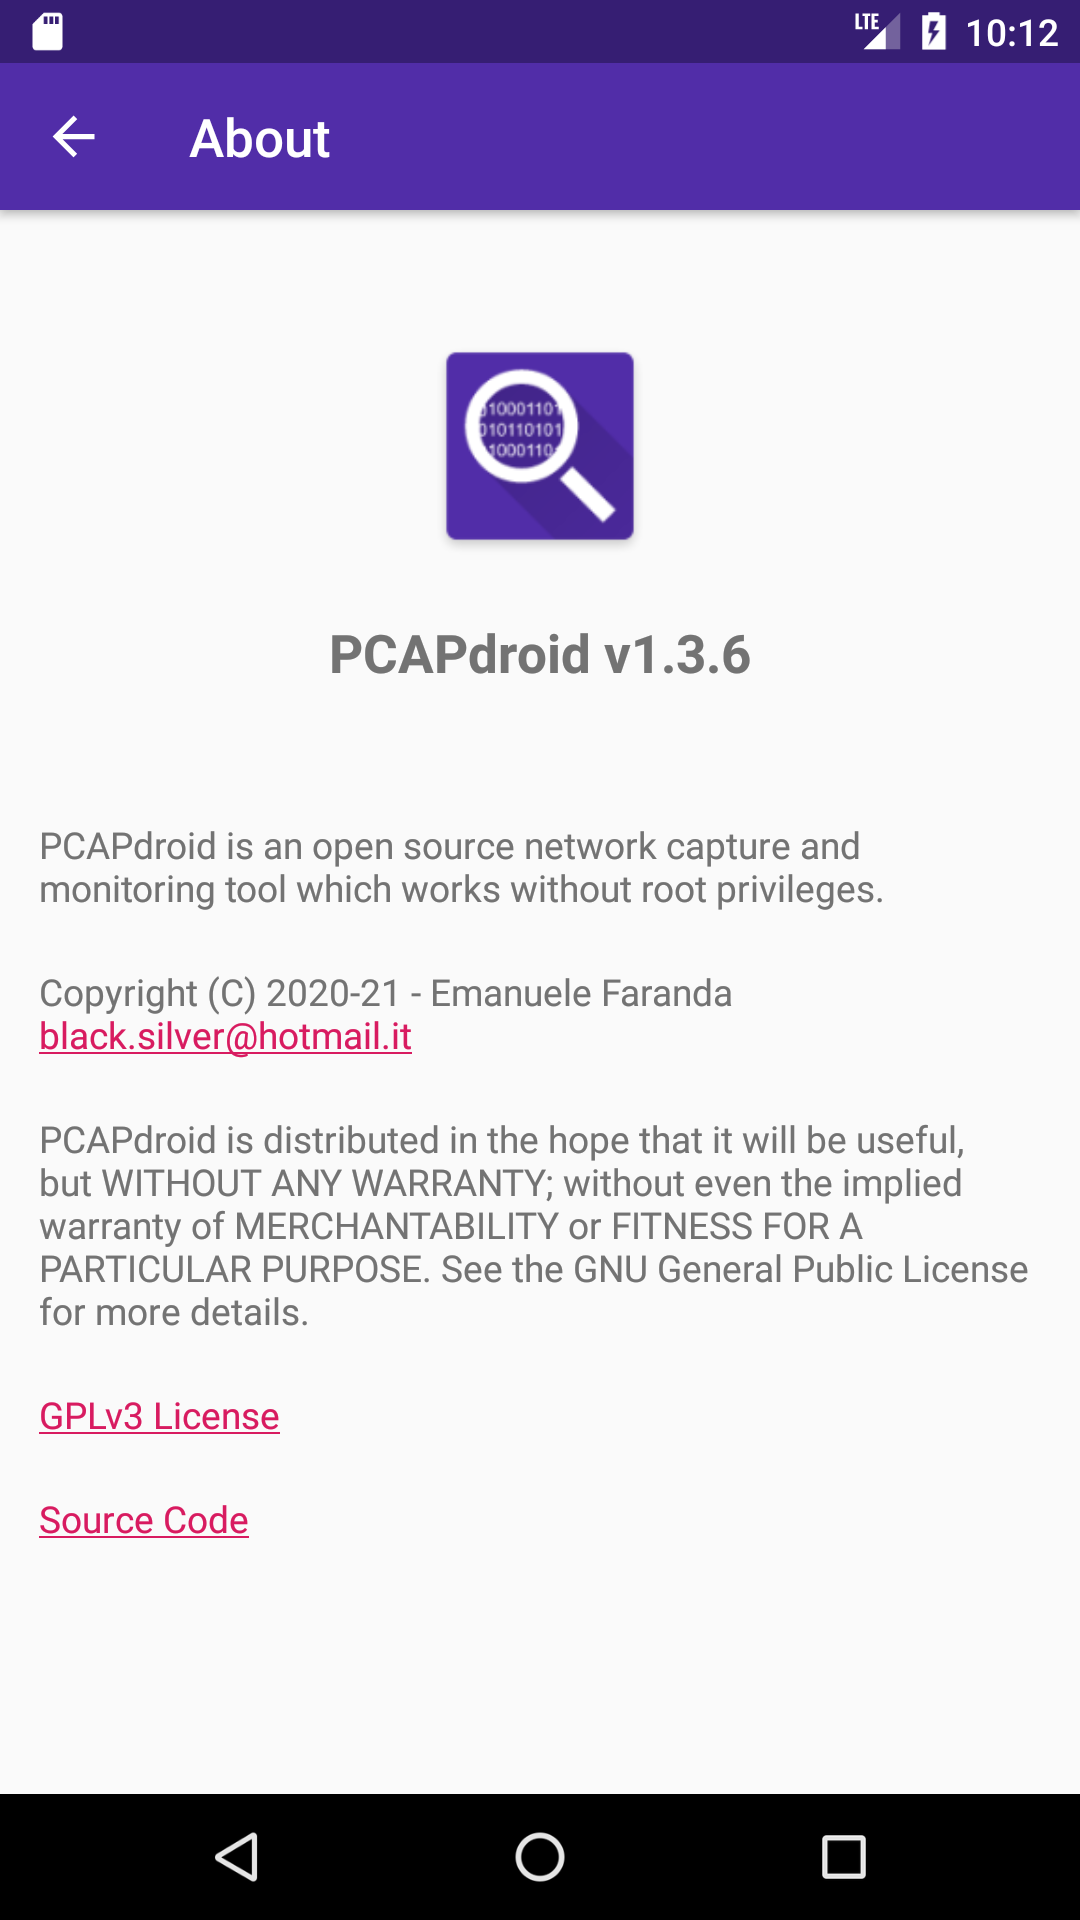 LTE 10:12
About
010001101
010110101
10001101
PCAPdroid v1.3.6
PCAPdroid is an open source network capture and
monitoring tool which works without root privileges.
Copyright (C) 2020-21 - Emanuele Faranda
black.silver@hotmail.it
PCAPdroid is distributed in the hope that it will be useful,
but WITHOUT ANY WARRANTY; without even the implied
warranty of MERCHANTABILITY or FITNESS FOR A
PARTICULAR PURPOSE. See the GNU General Public License
for more details.
GPLv3 License
Source Code